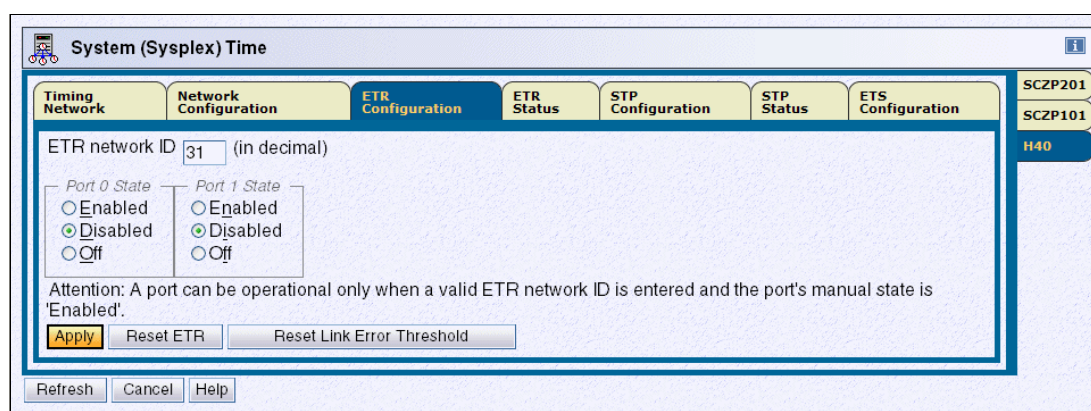 System (Sysplex) Time
i
Timing Network
Network Configuration
ETR Configuration
ETR Status
STP Configuration
STP Status
ETS Configuration
SCZP201
SCZP101
H40
ETR network ID 31 (in decimal)
Port 0 State
Enabled
Disabled
Off
Port 1 State
Enabled
Disabled
Off
Attention: A port can be operational only when a valid ETR network ID is entered and the port's manual state is
'Enabled'.
Apply Reset ETR Reset Link Error Threshold
Refresh Cancel Help